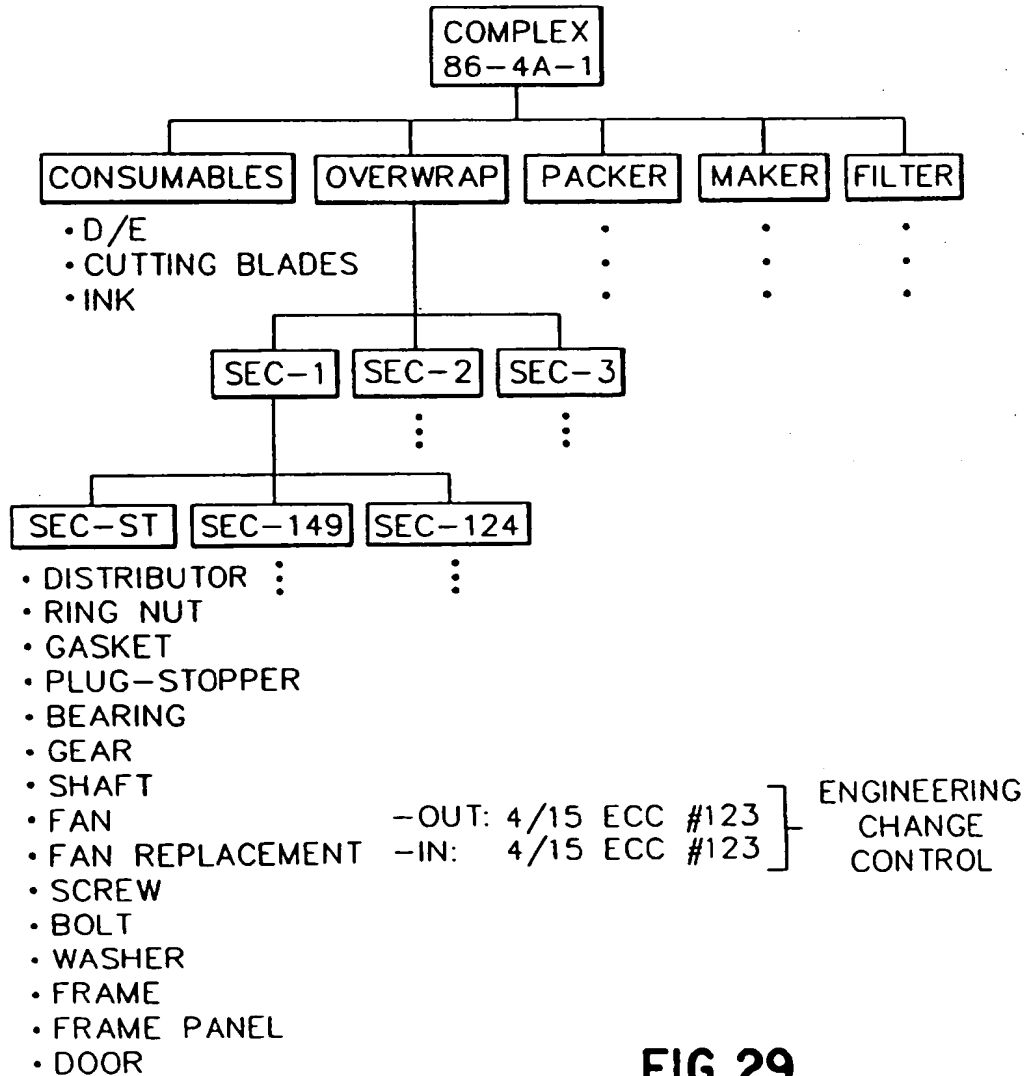 COMPLEX
86-4A-1
CONSUMABLES OVERWRAP PACKER MAKER FILTER
• D/E
• CUTTING BLADES
• INK
SEC-1 SEC-2 SEC-3
SEC-ST SEC-149 SEC-124
• DISTRIBUTOR
• RING NUT
• GASKET
• PLUG-STOPPER
• BEARING
• GEAR
• SHAFT
• FAN -OUT: 4/15 ECC #123
• FAN REPLACEMENT -IN: 4/15 ECC #123
ENGINEERING
CHANGE
CONTROL
• SCREW
• BOLT
• WASHER
• FRAME
• FRAME PANEL
• DOOR
FIG. 29